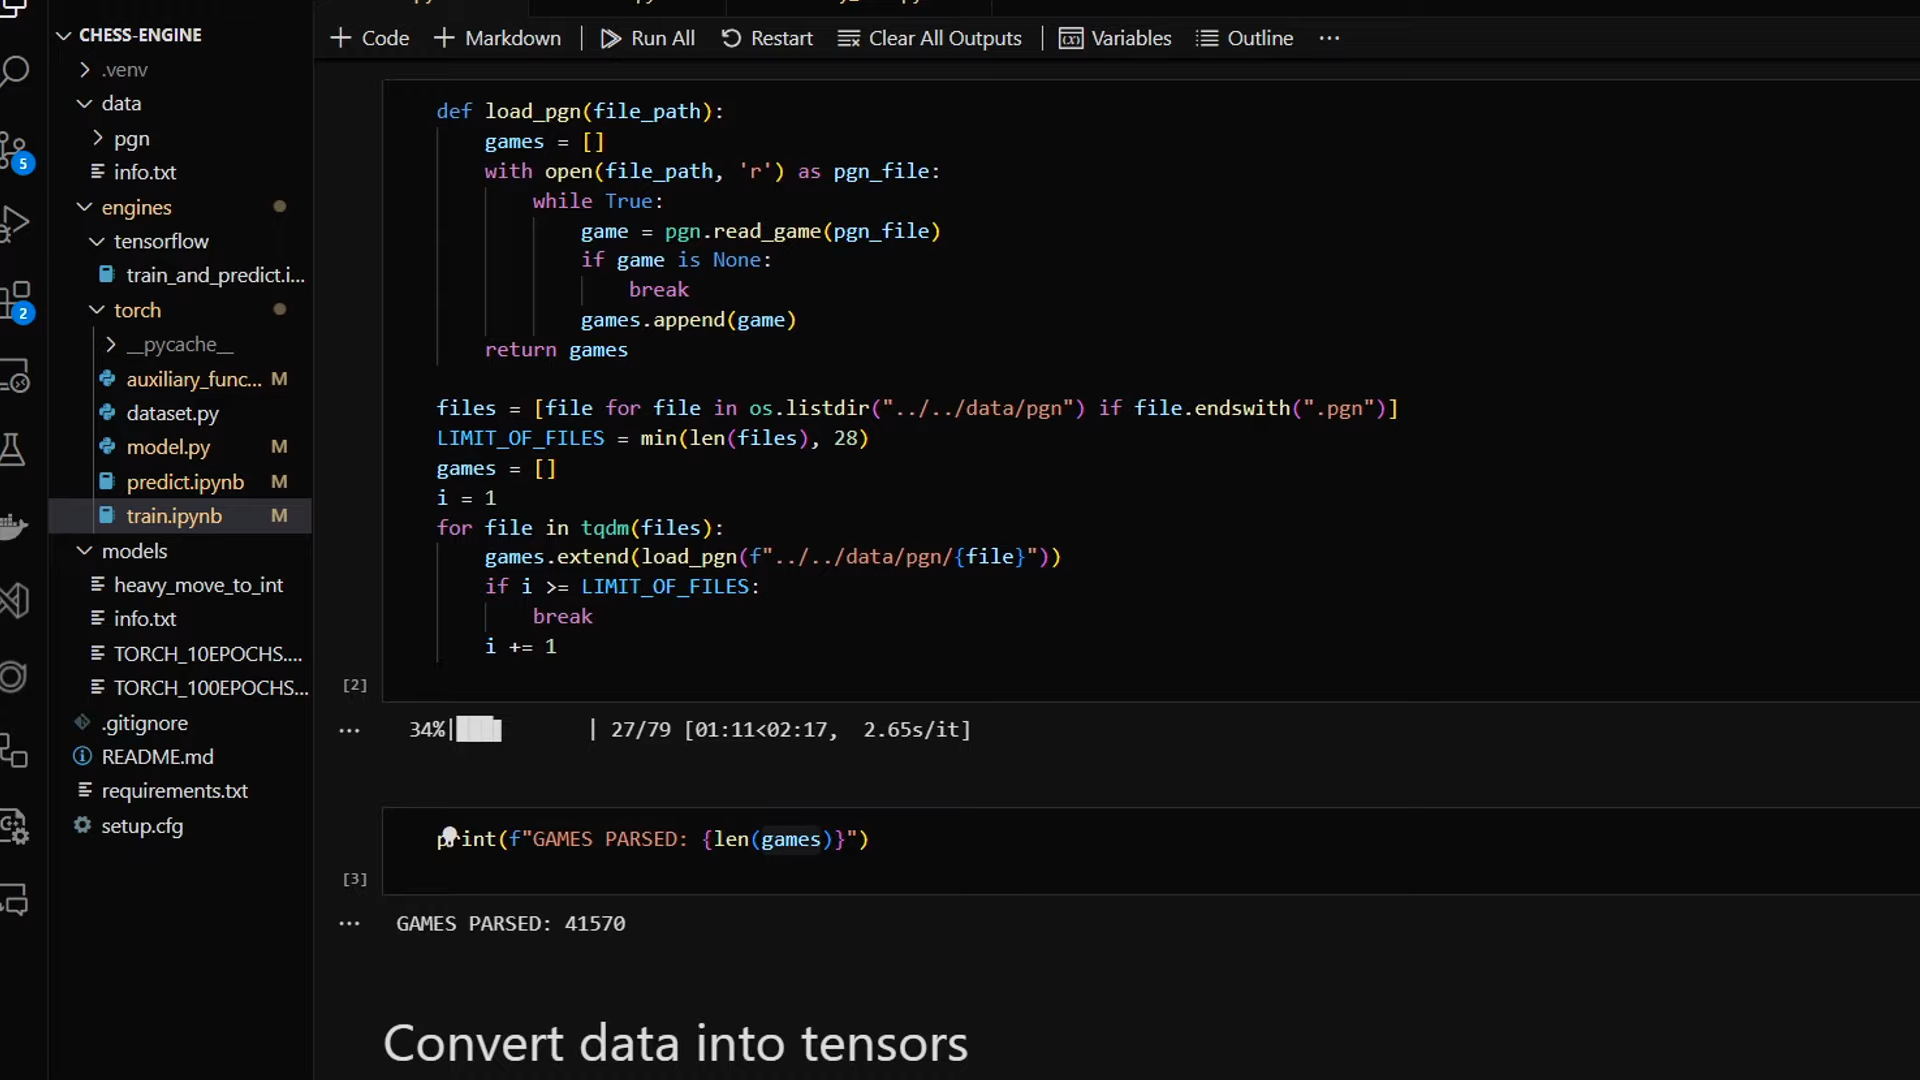 CHESS-ENGINE
.venv
data
pgn
info.txt
engines
tensorflow
train_and_predict.i...
torch
__pycache__
auxiliary_func... M
dataset.py
model.py M
predict.ipynb M
train.ipynb M
models
heavy_move_to_int
info.txt
TORCH_10EPOCHS....
TORCH_100EPOCHS...
.gitignore
README.md
requirements.txt
setup.cfg
5
2
+ Code + Markdown Run All Restart Clear All Outputs Variables Outline ...
def load_pgn(file_path):
games = []
with open(file_path, 'r') as pgn_file:
while True:
game = pgn.read_game(pgn_file)
if game is None:
break
games.append(game)
return games
files = [file for file in os.listdir("../../data/pgn") if file.endswith(".pgn")]
LIMIT_OF_FILES = min(len(files), 28)
games = []
i = 1
for file in tqdm(files):
games.extend(load_pgn(f"../../data/pgn/{file}"))
if i >= LIMIT_OF_FILES:
break
i += 1
[2]
... 34%| | 27/79 [01:11<02:17, 2.65s/it]
print(f"GAMES PARSED: {len(games)}")
[3]
... GAMES PARSED: 41570
Convert data into tensors